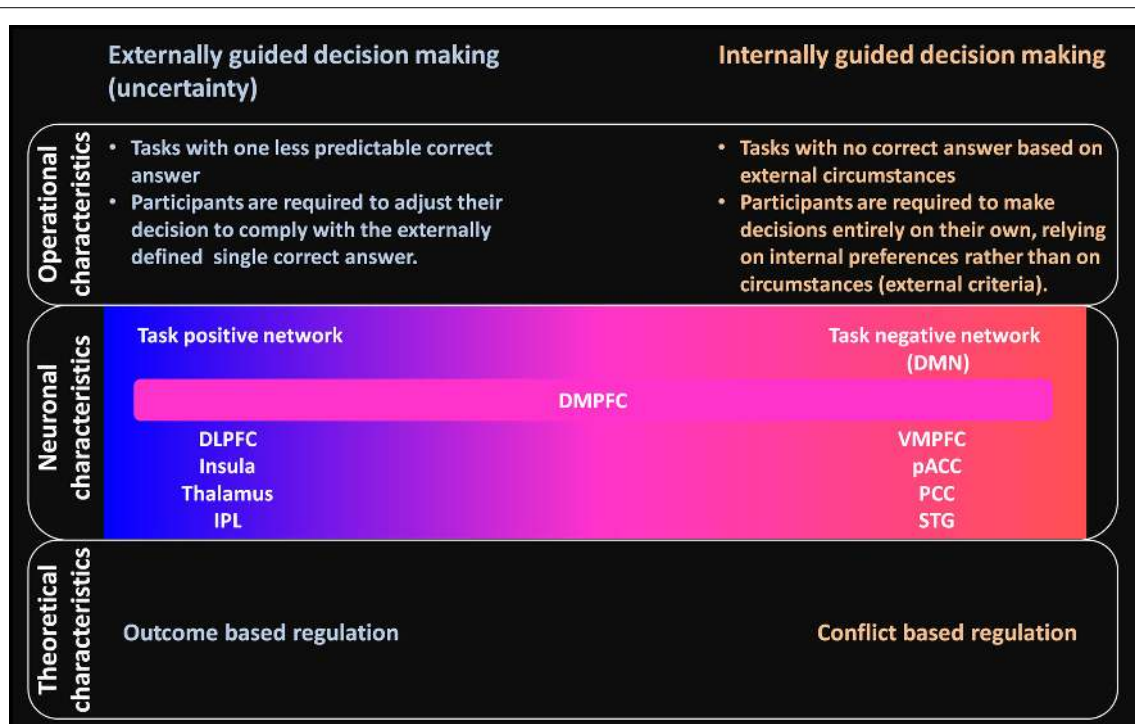 Externally guided decision making
(uncertainty)
Internally guided decision making
Operational
characteristics
• Tasks with one less predictable correct
answer
• Participants are required to adjust their
decision to comply with the externally
defined single correct answer.
• Tasks with no correct answer based on
external circumstances
• Participants are required to make
decisions entirely on their own, relying
on internal preferences rather than on
circumstances (external criteria).
Neuronal
characteristics
Task positive network
Task negative network
(DMN)
DMPFC
DLPFC
Insula
Thalamus
IPL
VMPFC
pACC
PCC
STG
Theoretical
characteristics
Outcome based regulation
Conflict based regulation